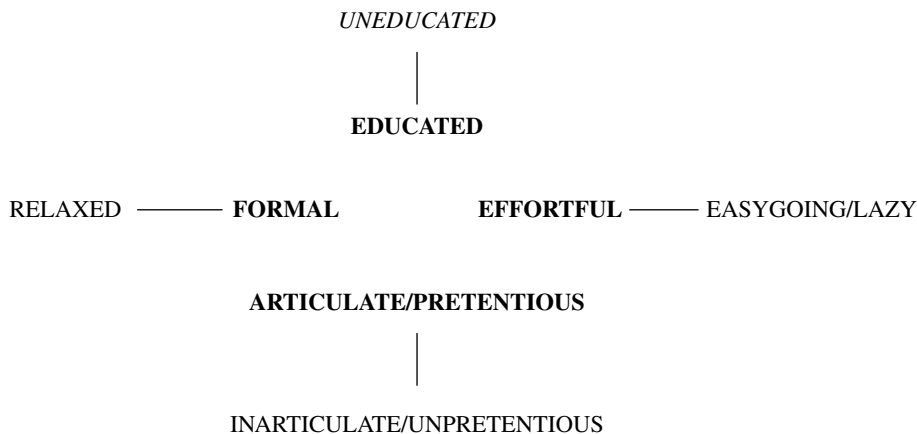 UNEDUCATED
EDUCATED
RELAXED FORMAL EFFORTFUL EASYGOING/LAZY
ARTICULATE/PRETENTIOUS
INARTICULATE/UNPRETENTIOUS